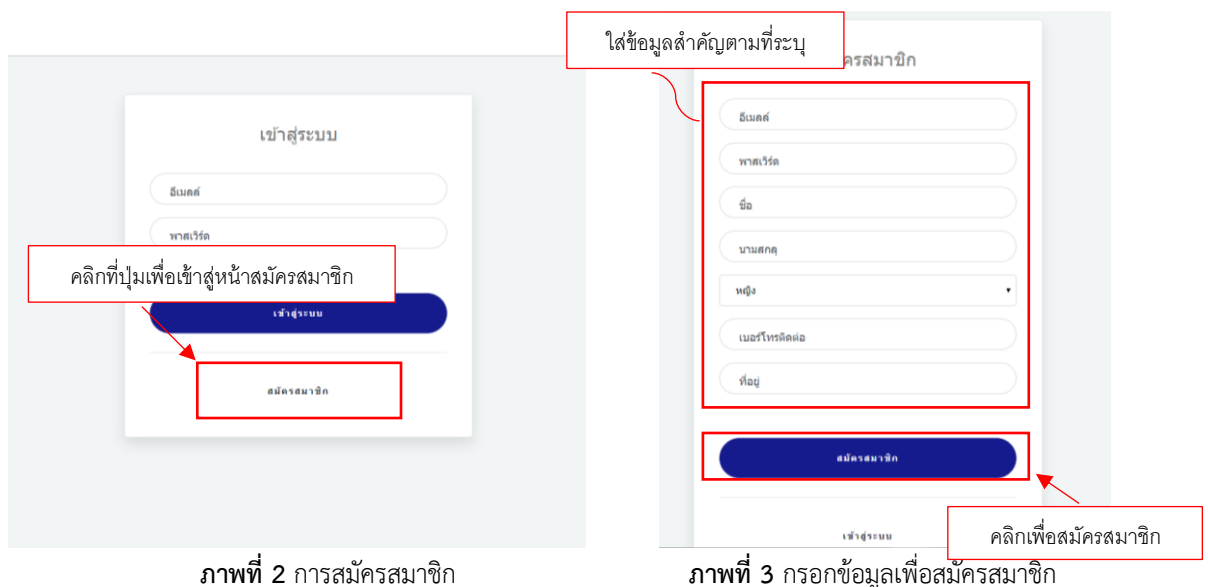 เข้าสู่ระบบ
อีเมลล์
พาสเวิร์ด
คลิกที่ปุ่มเพื่อเข้าสู่หน้าสมัครสมาชิก
เข้าสู่ระบบ
สมัครสมาชิก
ภาพที่ 2 การสมัครสมาชิก
ใส่ข้อมูลสำคัญตามที่ระบุ
ครสมาชิก
อีเมลล์
พาสเวิร์ด
ชื่อ
นามสกุล
หญิง
เบอร์โทรติดต่อ
ที่อยู่
สมัครสมาชิก
เข้าสู่ระบบ
คลิกเพื่อสมัครสมาชิก
ภาพที่ 3 กรอกข้อมูลเพื่อสมัครสมาชิก